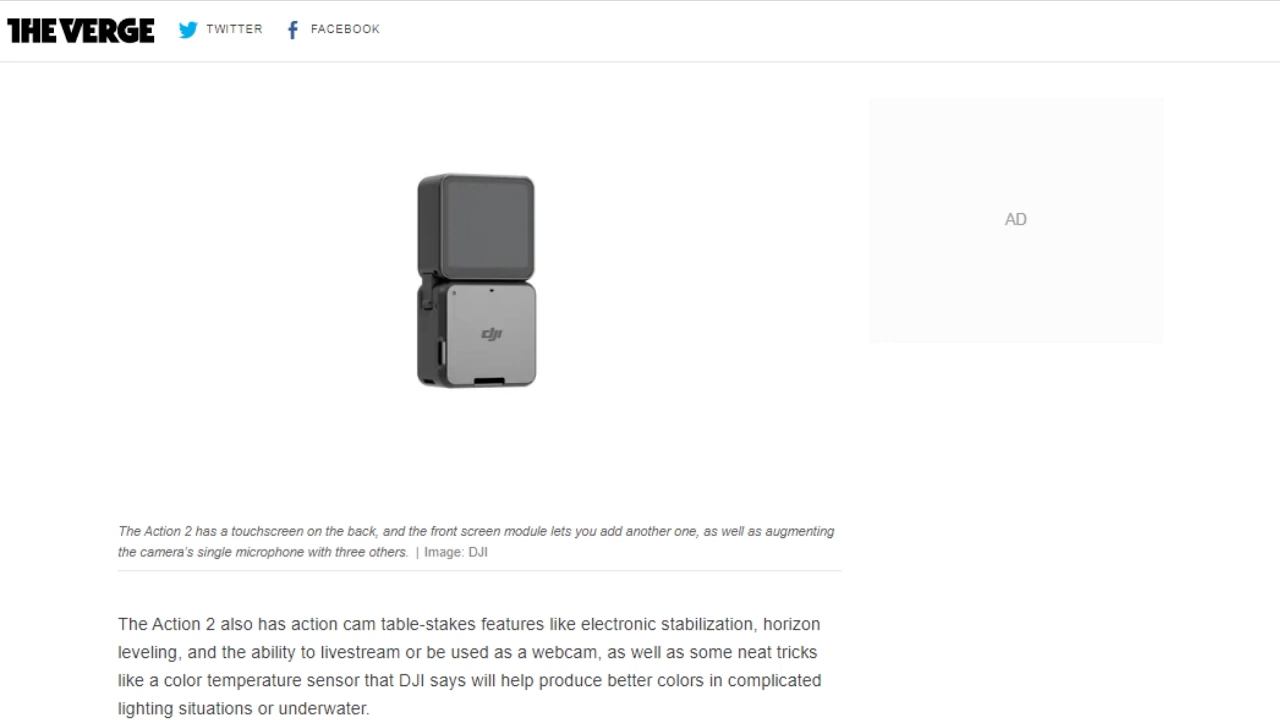 THE VERGE TWITTER FACEBOOK
AD
dji
The Action 2 has a touchscreen on the back, and the front screen module lets you add another one, as well as augmenting
the camera's single microphone with three others. | Image: DJI
The Action 2 also has action cam table-stakes features like electronic stabilization, horizon
leveling, and the ability to livestream or be used as a webcam, as well as some neat tricks
like a color temperature sensor that DJI says will help produce better colors in complicated
lighting situations or underwater.